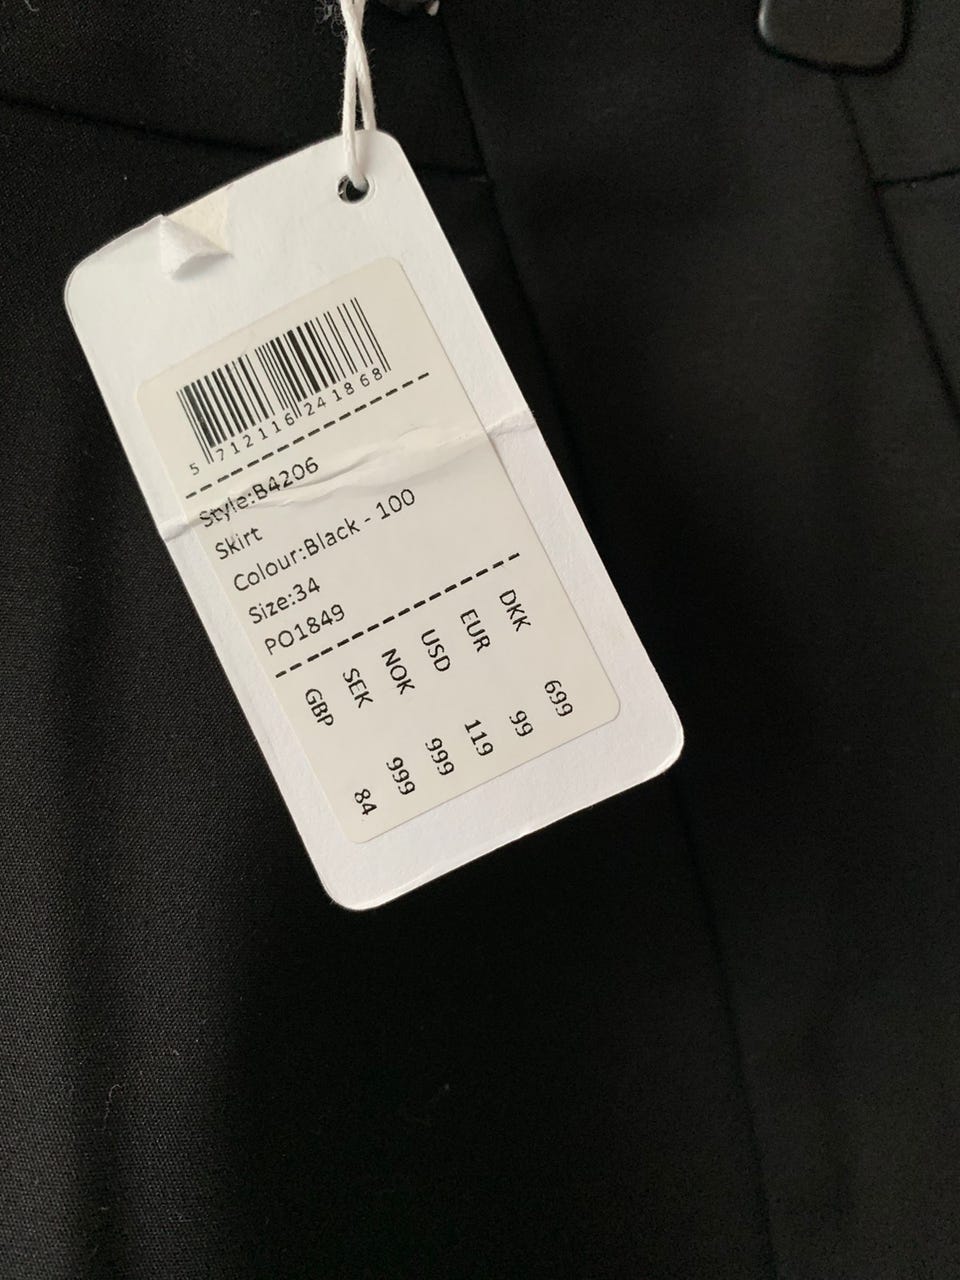 5 712116 241868
Style:B4206
Skirt
Colour:Black - 100
Size:34
PO1849
DKK 699
EUR 99
USD 119
NOK 999
SEK 999
GBP 84